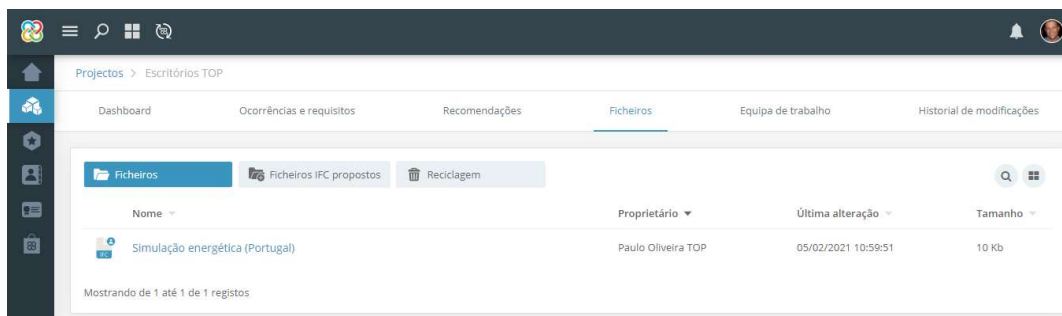 Projectos > Escritórios TOP
Dashboard Ocorrências e requisitos Recomendações Ficheiros Equipa de trabalho Historial de modificações
Ficheiros Ficheiros IFC propostos Reciclagem
Nome Proprietário Última alteração Tamanho
IFC Simulação energética (Portugal) Paulo Oliveira TOP 05/02/2021 10:59:51 10 Kb
Mostrando de 1 até 1 de 1 registos